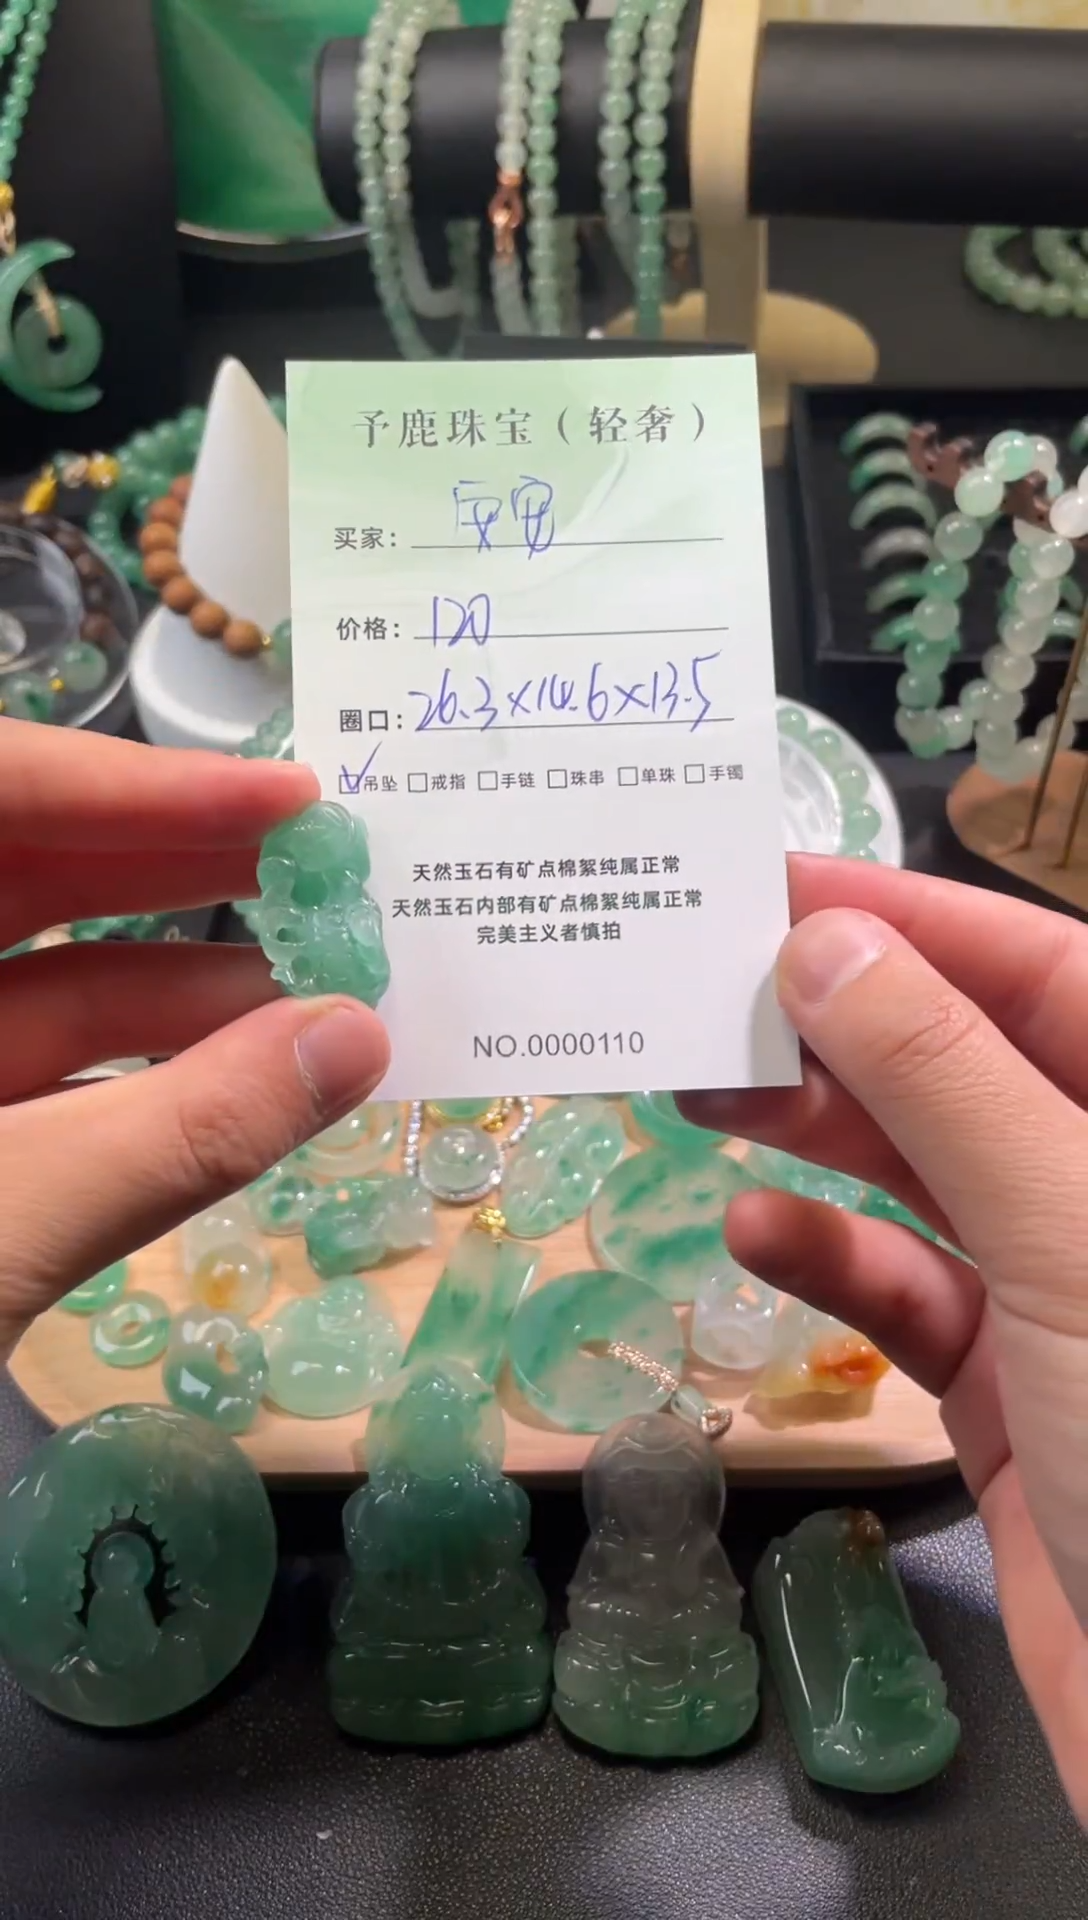 予鹿珠宝（轻奢）
买家： 安安
价格： 120
圈口： 26.3×14.6×13.5
☑吊坠 □戒指 □手链 □珠串 □单珠 □手镯
天然玉石有矿点棉絮纯属正常
天然玉石内部有矿点棉絮纯属正常
完美主义者慎拍
NO.0000110